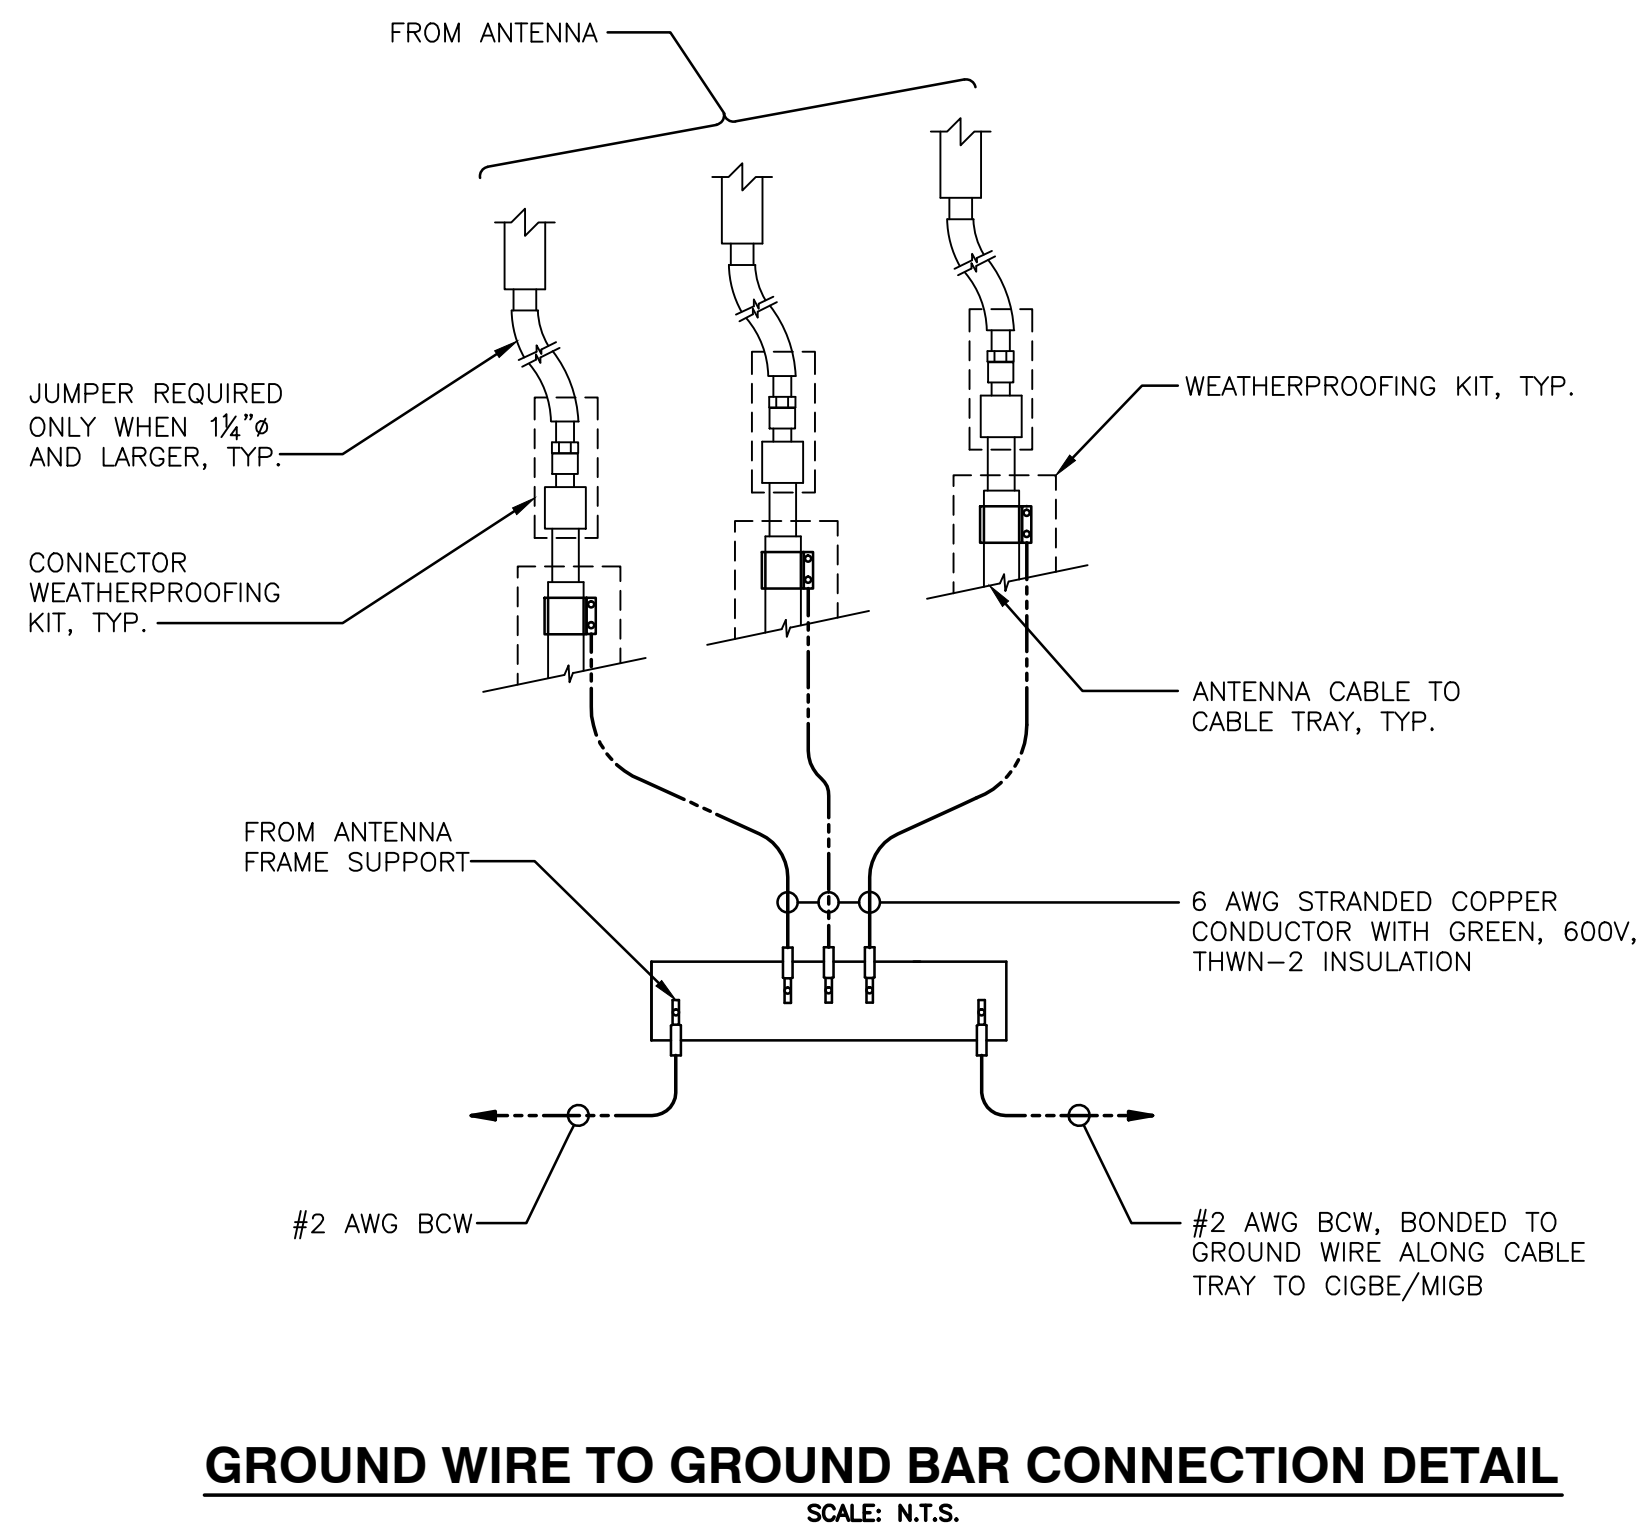 FROM ANTENNA
JUMPER REQUIRED
ONLY WHEN 1¼"ø
AND LARGER, TYP.
WEATHERPROOFING KIT, TYP.
CONNECTOR
WEATHERPROOFING
KIT, TYP.
ANTENNA CABLE TO
CABLE TRAY, TYP.
FROM ANTENNA
FRAME SUPPORT
6 AWG STRANDED COPPER
CONDUCTOR WITH GREEN, 600V,
THWN-2 INSULATION
#2 AWG BCW
#2 AWG BCW, BONDED TO
GROUND WIRE ALONG CABLE
TRAY TO CIGBE/MIGB
GROUND WIRE TO GROUND BAR CONNECTION DETAIL
SCALE: N.T.S.